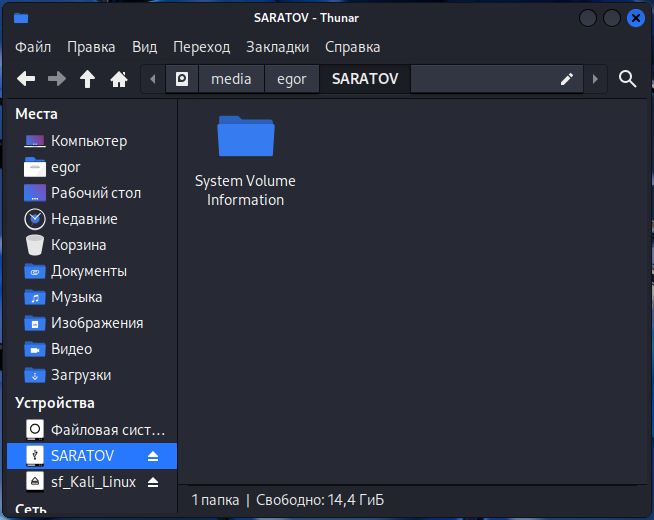 SARATOV - Thunar
Файл Правка Вид Переход Закладки Справка
media egor SARATOV
Места
Компьютер
egor
Рабочий стол
Недавние
Корзина
Документы
Музыка
Изображения
Видео
Загрузки
Устройства
Файловая сист…
SARATOV
sf_Kali_Linux
Сеть
System Volume
Information
1 папка | Свободно: 14,4 ГиБ